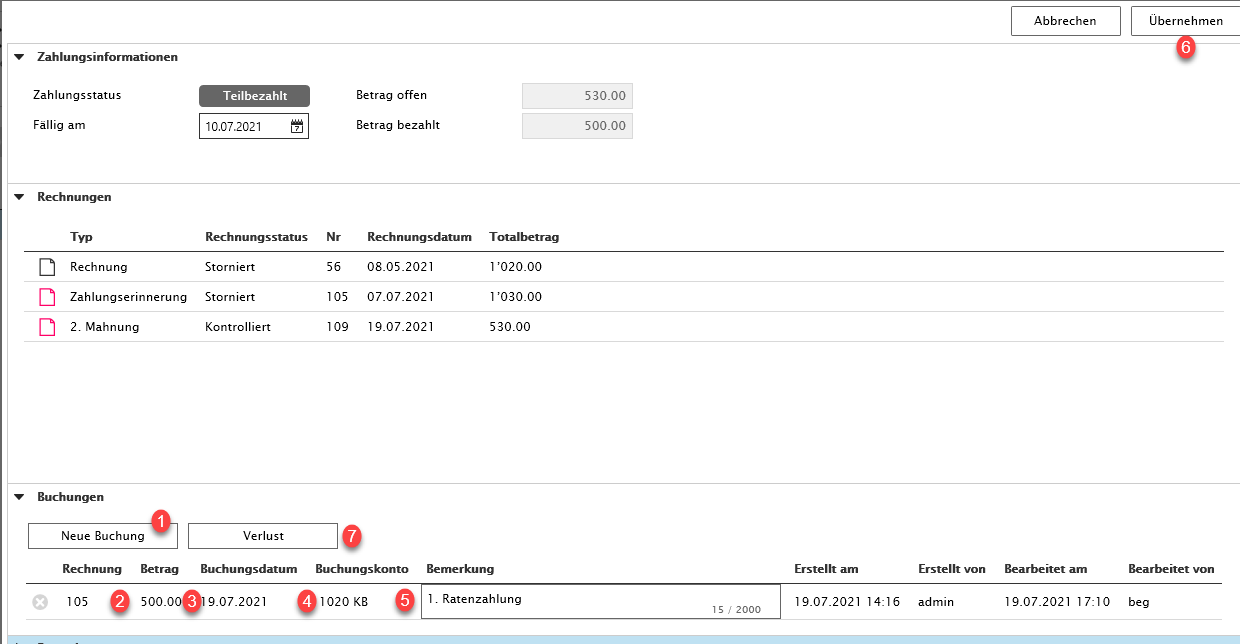 Abbrechen Übernehmen
6
Zahlungsinformationen
Zahlungsstatus Teilbezahlt Betrag offen 530.00
Fällig am 10.07.2021 7 Betrag bezahlt 500.00
Rechnungen
Typ Rechnungsstatus Nr Rechnungsdatum Totalbetrag
Rechnung Storniert 56 08.05.2021 1'020.00
Zahlungserinnerung Storniert 105 07.07.2021 1'030.00
2. Mahnung Kontrolliert 109 19.07.2021 530.00
Buchungen
1
Neue Buchung Verlust 7
Rechnung Betrag Buchungsdatum Buchungskonto Bemerkung Erstellt am Erstellt von Bearbeitet am Bearbeitet von
105 2 500.00 3 19.07.2021 4 1020 KB 5 1. Ratenzahlung 15 / 2000 19.07.2021 14:16 admin 19.07.2021 17:10 beg